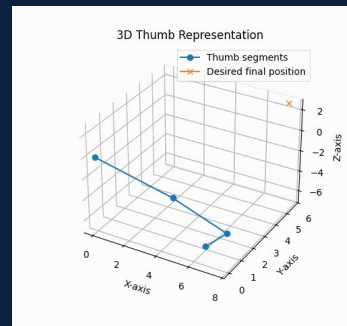 3D Thumb Representation
Thumb segments
Desired final position
2
0
−2
−4
−6
Z-axis
6
5
4
3
2
1
0
Y-axis
0
2
4
6
8
X-axis